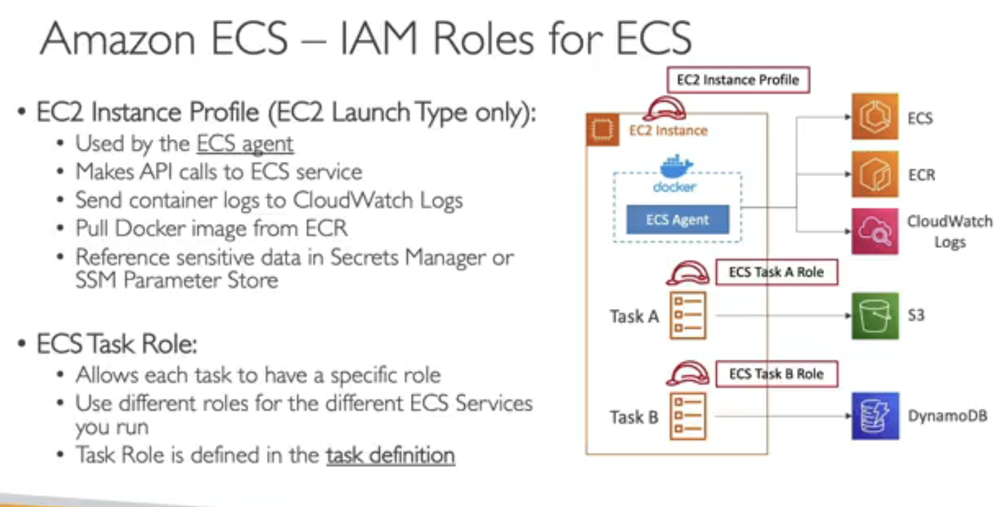 Amazon ECS – IAM Roles for ECS
• EC2 Instance Profile (EC2 Launch Type only):
• Used by the ECS agent
• Makes API calls to ECS service
• Send container logs to CloudWatch Logs
• Pull Docker image from ECR
• Reference sensitive data in Secrets Manager or
SSM Parameter Store
• ECS Task Role:
• Allows each task to have a specific role
• Use different roles for the different ECS Services
you run
• Task Role is defined in the task definition
EC2 Instance Profile
EC2 Instance
docker
ECS Agent
ECS
ECR
CloudWatch
Logs
ECS Task A Role
Task A
S3
ECS Task B Role
Task B
DynamoDB